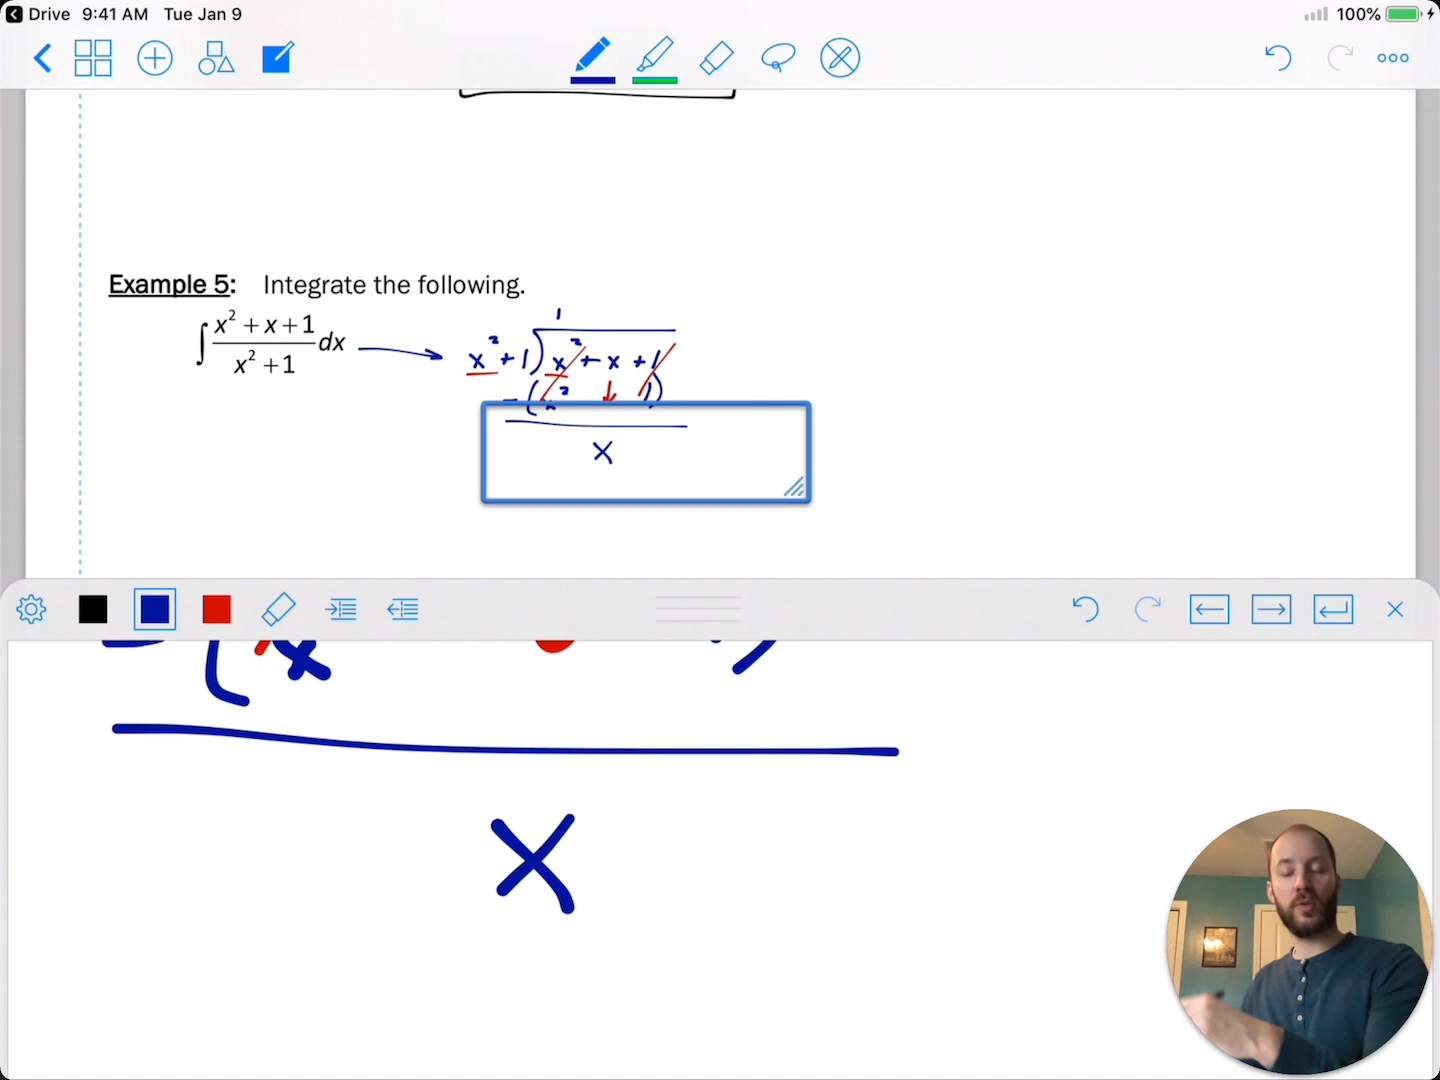 Drive 9:41 AM Tue Jan 9
100%
Example 5: Integrate the following.
∫ (x² + x + 1)/(x² + 1) dx
1
x² + 1 ) x² + x + 1
- ( x² 1 )
x
- ( x )
x